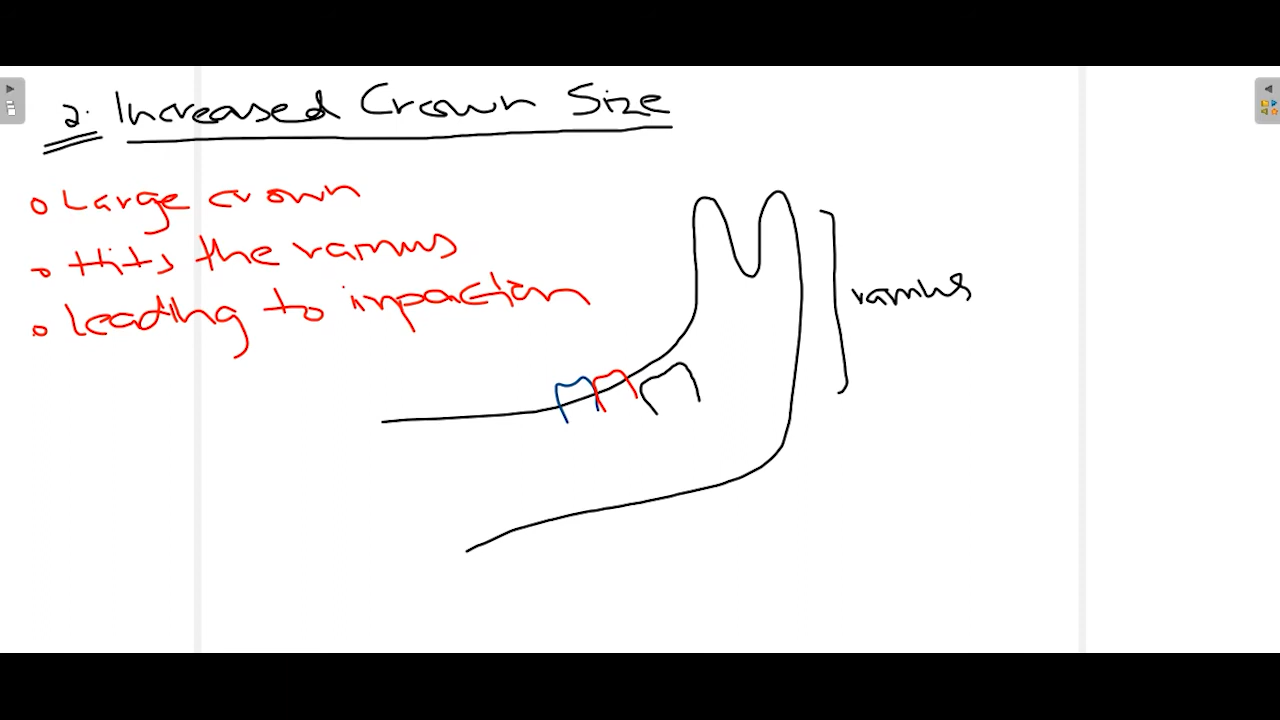 2. Increased Crown Size
Large crown
Hits the ramus
leading to impaction
ramus